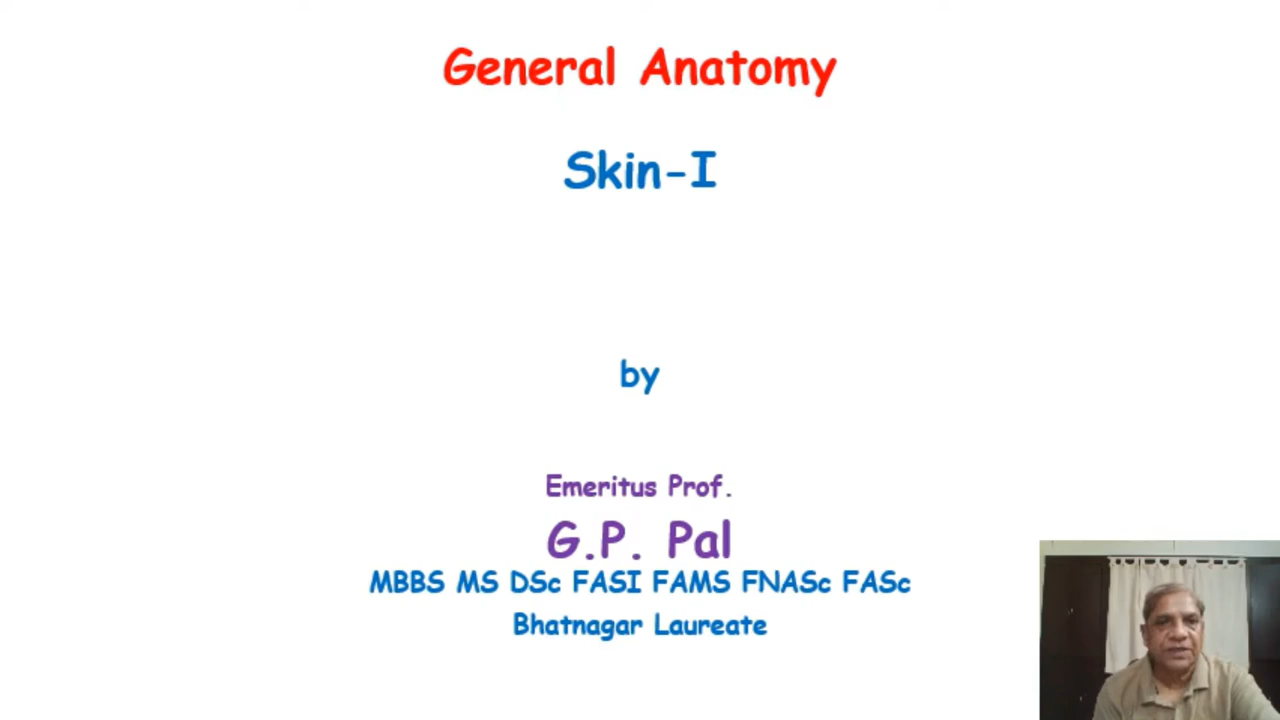 General Anatomy
Skin-I
by
Emeritus Prof.
G.P. Pal
MBBS MS DSc FASI FAMS FNASc FASc
Bhatnagar Laureate